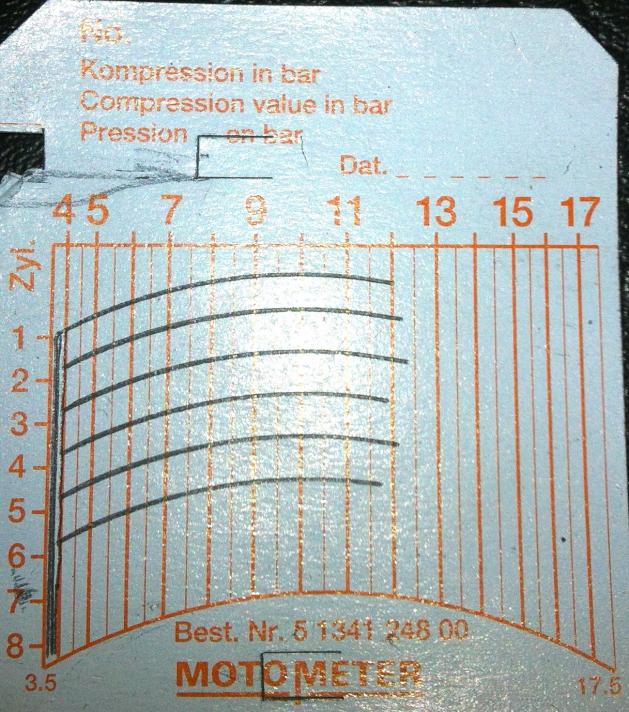 No.
Kompression in bar
Compression value in bar
Pression en bar
Dat.
4 5 7 9 11 13 15 17
Zyl.
1
2
3
4
5
6
7
8
3.5
17.5
Best. Nr. 5 1341 248 00
MOTOMETER